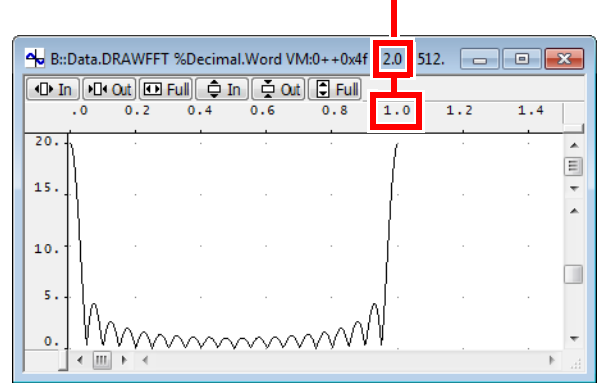 B::Data.DRAWFFT %Decimal.Word VM:0++0x4f 2.0 512.
In Out Full In Out Full
.0 0.2 0.4 0.6 0.8 1.0 1.2 1.4
20.
15.
10.
5.
0.